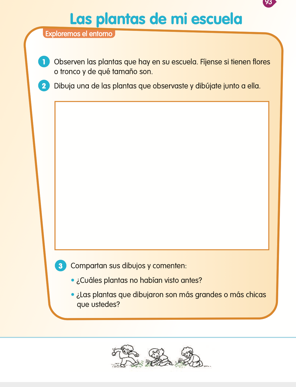 93
Las plantas de mi escuela
Exploremos el entorno
1 Observen las plantas que hay en su escuela. Fíjense si tienen flores
o tronco y de qué tamaño son.
2 Dibuja una de las plantas que observaste y dibújate junto a ella.
3 Compartan sus dibujos y comenten:
• ¿Cuáles plantas no habían visto antes?
• ¿Las plantas que dibujaron son más grandes o más chicas
que ustedes?